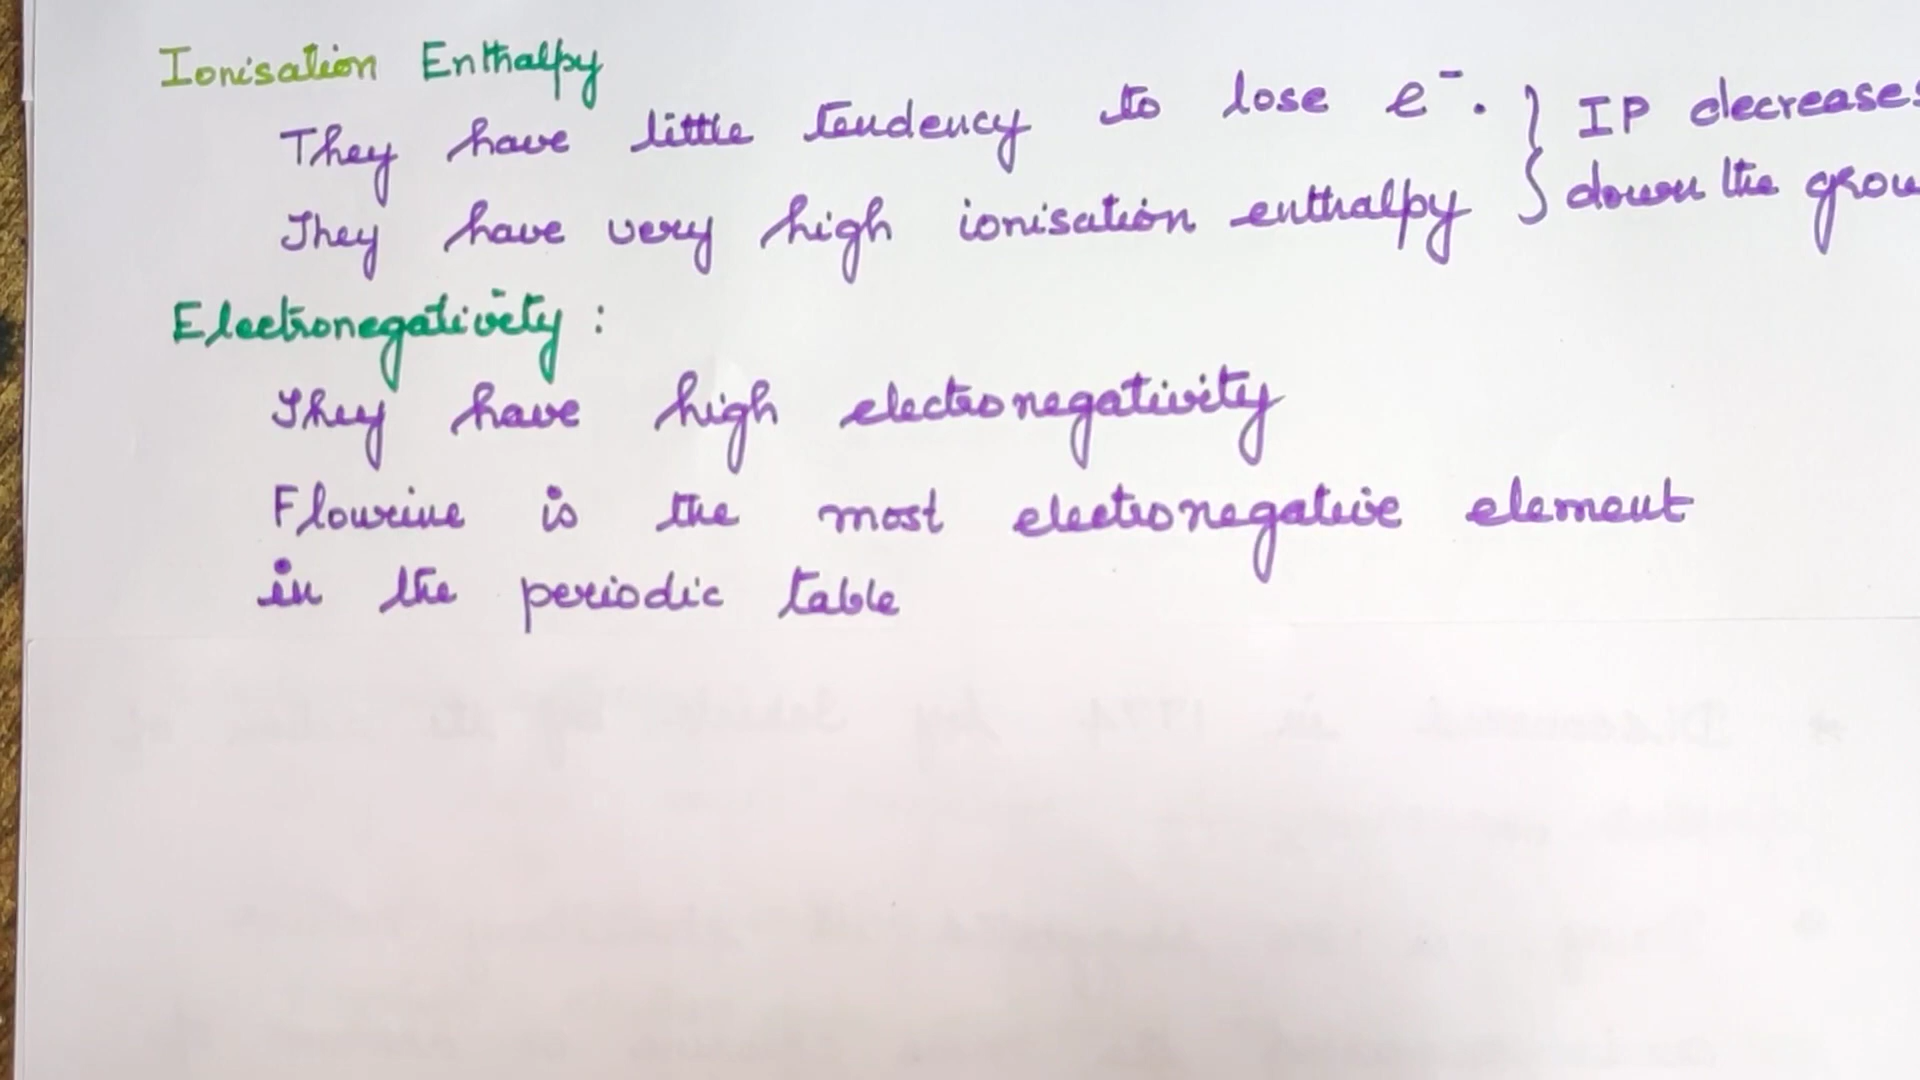 Ionisation Enthalpy
They have little tendency to lose e⁻. } IP decreases
They have very high ionisation enthalpy } down the grou
Electronegativity :
They have high electronegativity
Flourine is the most electronegative element
in the periodic table